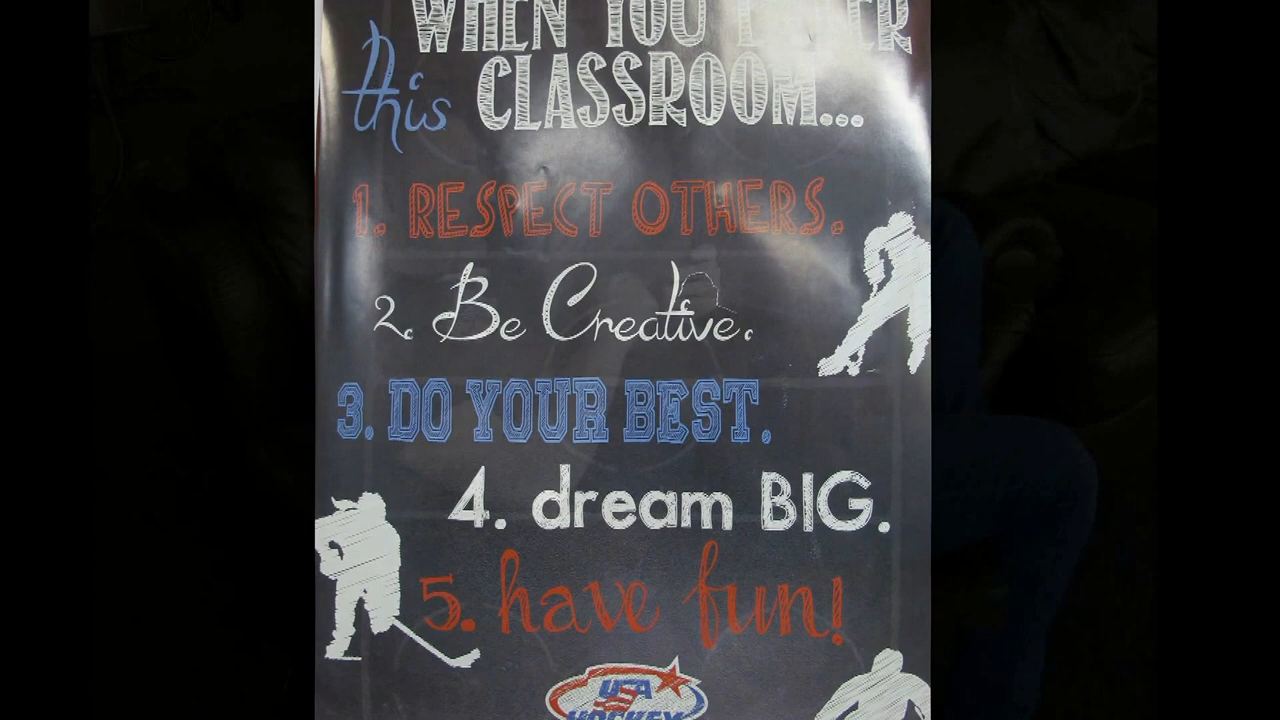 WHEN YOU ENTER
this CLASSROOM...
1. RESPECT OTHERS.
2. Be Creative.
3. DO YOUR BEST.
4. dream BIG.
5. have fun!
USA
HOCKEY